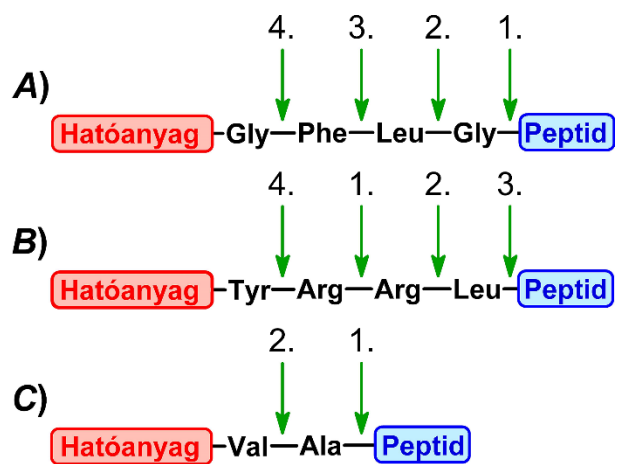 4. 3. 2. 1.
A)
Hatóanyag–Gly–Phe–Leu–Gly–Peptid
4. 1. 2. 3.
B)
Hatóanyag–Tyr–Arg–Arg–Leu–Peptid
2. 1.
C)
Hatóanyag–Val–Ala–Peptid